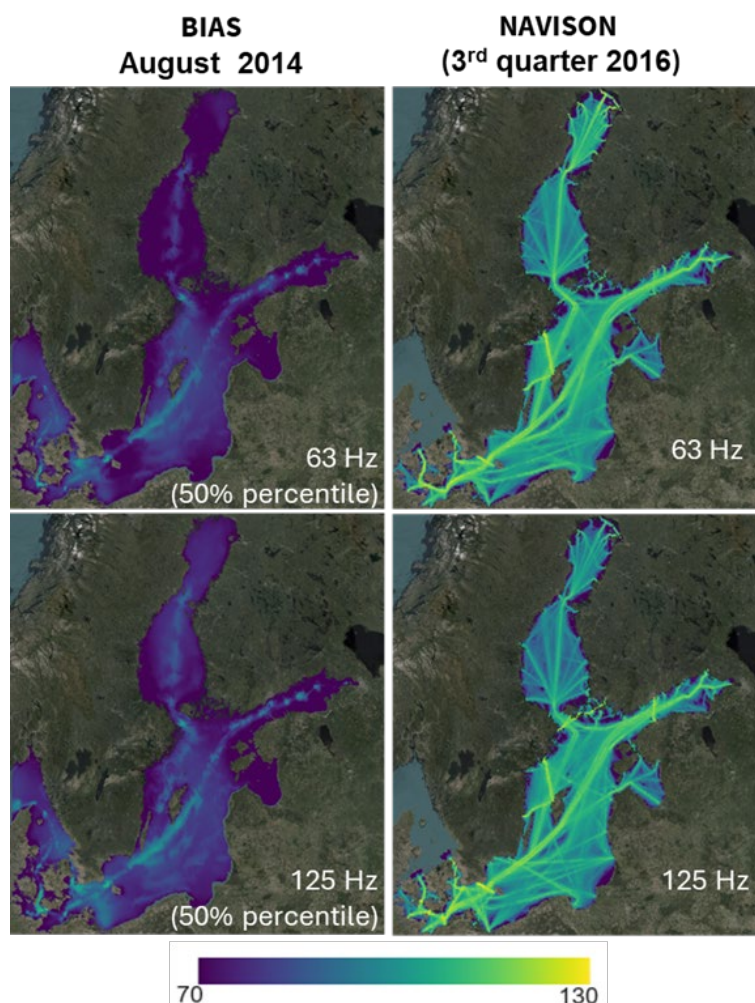 BIAS
August 2014
NAVISON
(3rd quarter 2016)
63 Hz
(50% percentile)
63 Hz
125 Hz
(50% percentile)
125 Hz
70
130